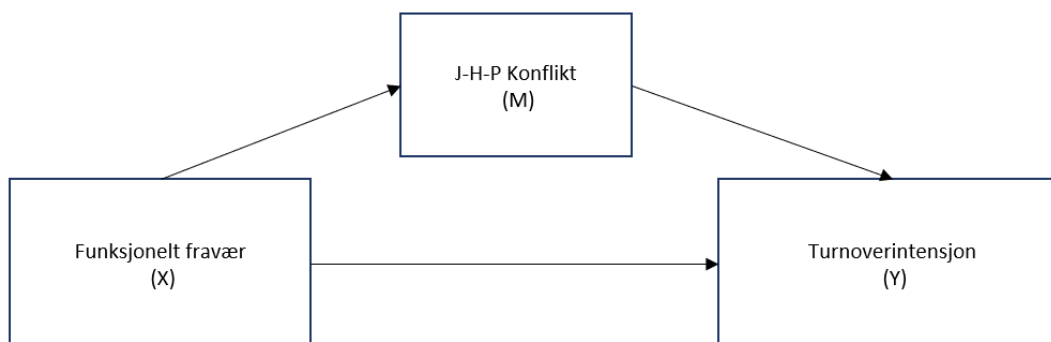 J-H-P Konflikt
(M)
Funksjonelt fravær
(X)
Turnoverintensjon
(Y)